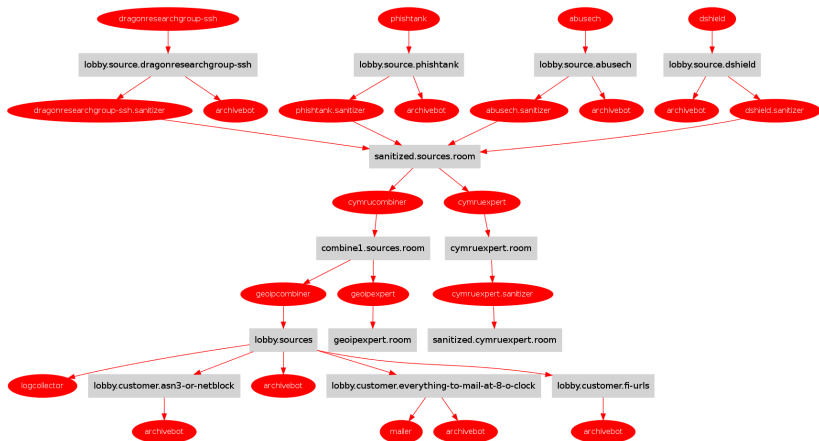 dragonresearchgroup-ssh
phishtank
abusech
dshield
lobby.source.dragonresearchgroup-ssh
lobby.source.phishtank
lobby.source.abusech
lobby.source.dshield
dragonresearchgroup-ssh.sanitizer
archivebot
phishtank.sanitizer
archivebot
abusech.sanitizer
archivebot
archivebot
dshield.sanitizer
sanitized.sources.room
cymrucombiner
cymruexpert
combine1.sources.room
cymruexpert.room
geoipcombiner
geoipexpert
cymruexpert.sanitizer
lobby.sources
geoipexpert.room
sanitized.cymruexpert.room
logcollector
lobby.customer.asn3-or-netblock
archivebot
lobby.customer.everything-to-mail-at-8-o-clock
lobby.customer.fi-urls
archivebot
mailer
archivebot
archivebot